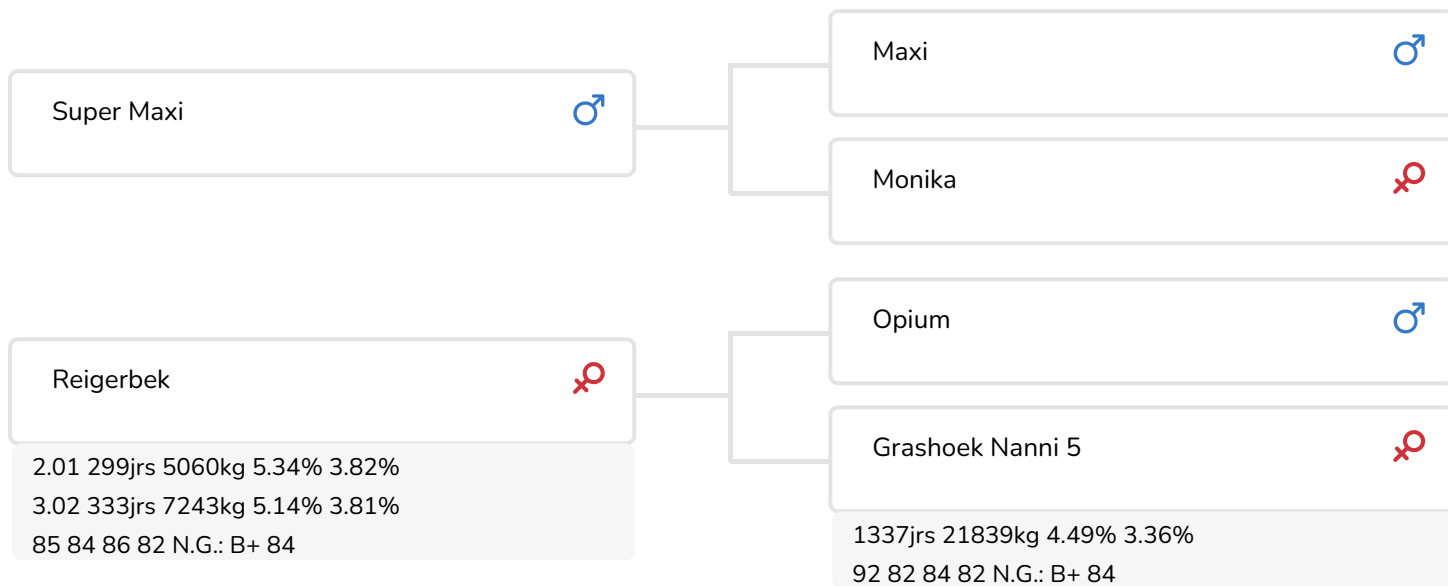 Super Maxi
Maxi
Monika
Reigerbek
2.01 299jrs 5060kg 5.34% 3.82%
3.02 333jrs 7243kg 5.14% 3.81%
85 84 86 82 N.G.: B+ 84
Opium
Grashoek Nanni 5
1337jrs 21839kg 4.49% 3.36%
92 82 84 82 N.G.: B+ 84